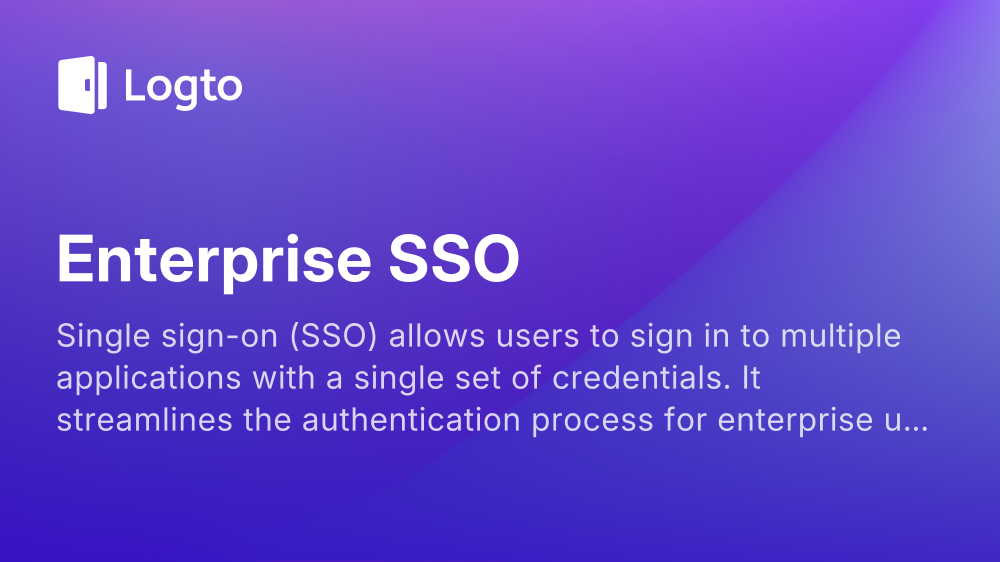 Logto
Enterprise SSO
Single sign-on (SSO) allows users to sign in to multiple
applications with a single set of credentials. It
streamlines the authentication process for enterprise u...